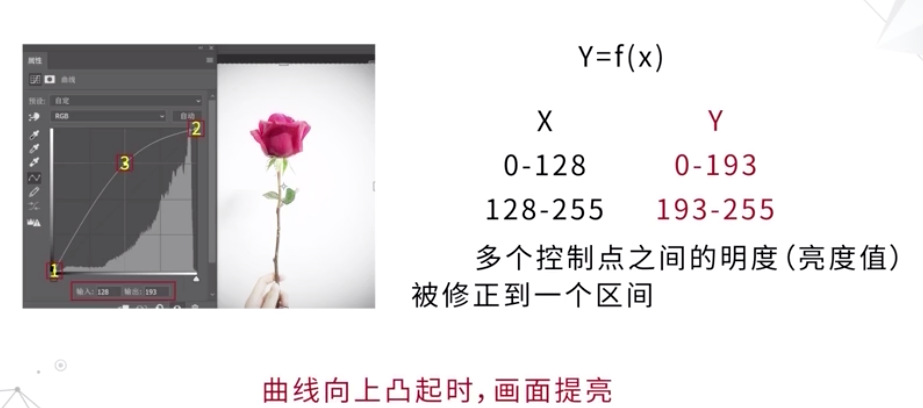 属性
曲线
预设: 自定
RGB
自动
2
3
1
输入: 128 输出: 193
Y=f(x)
X Y
0-128 0-193
128-255 193-255
多个控制点之间的明度(亮度值)
被修正到一个区间
曲线向上凸起时,画面提亮